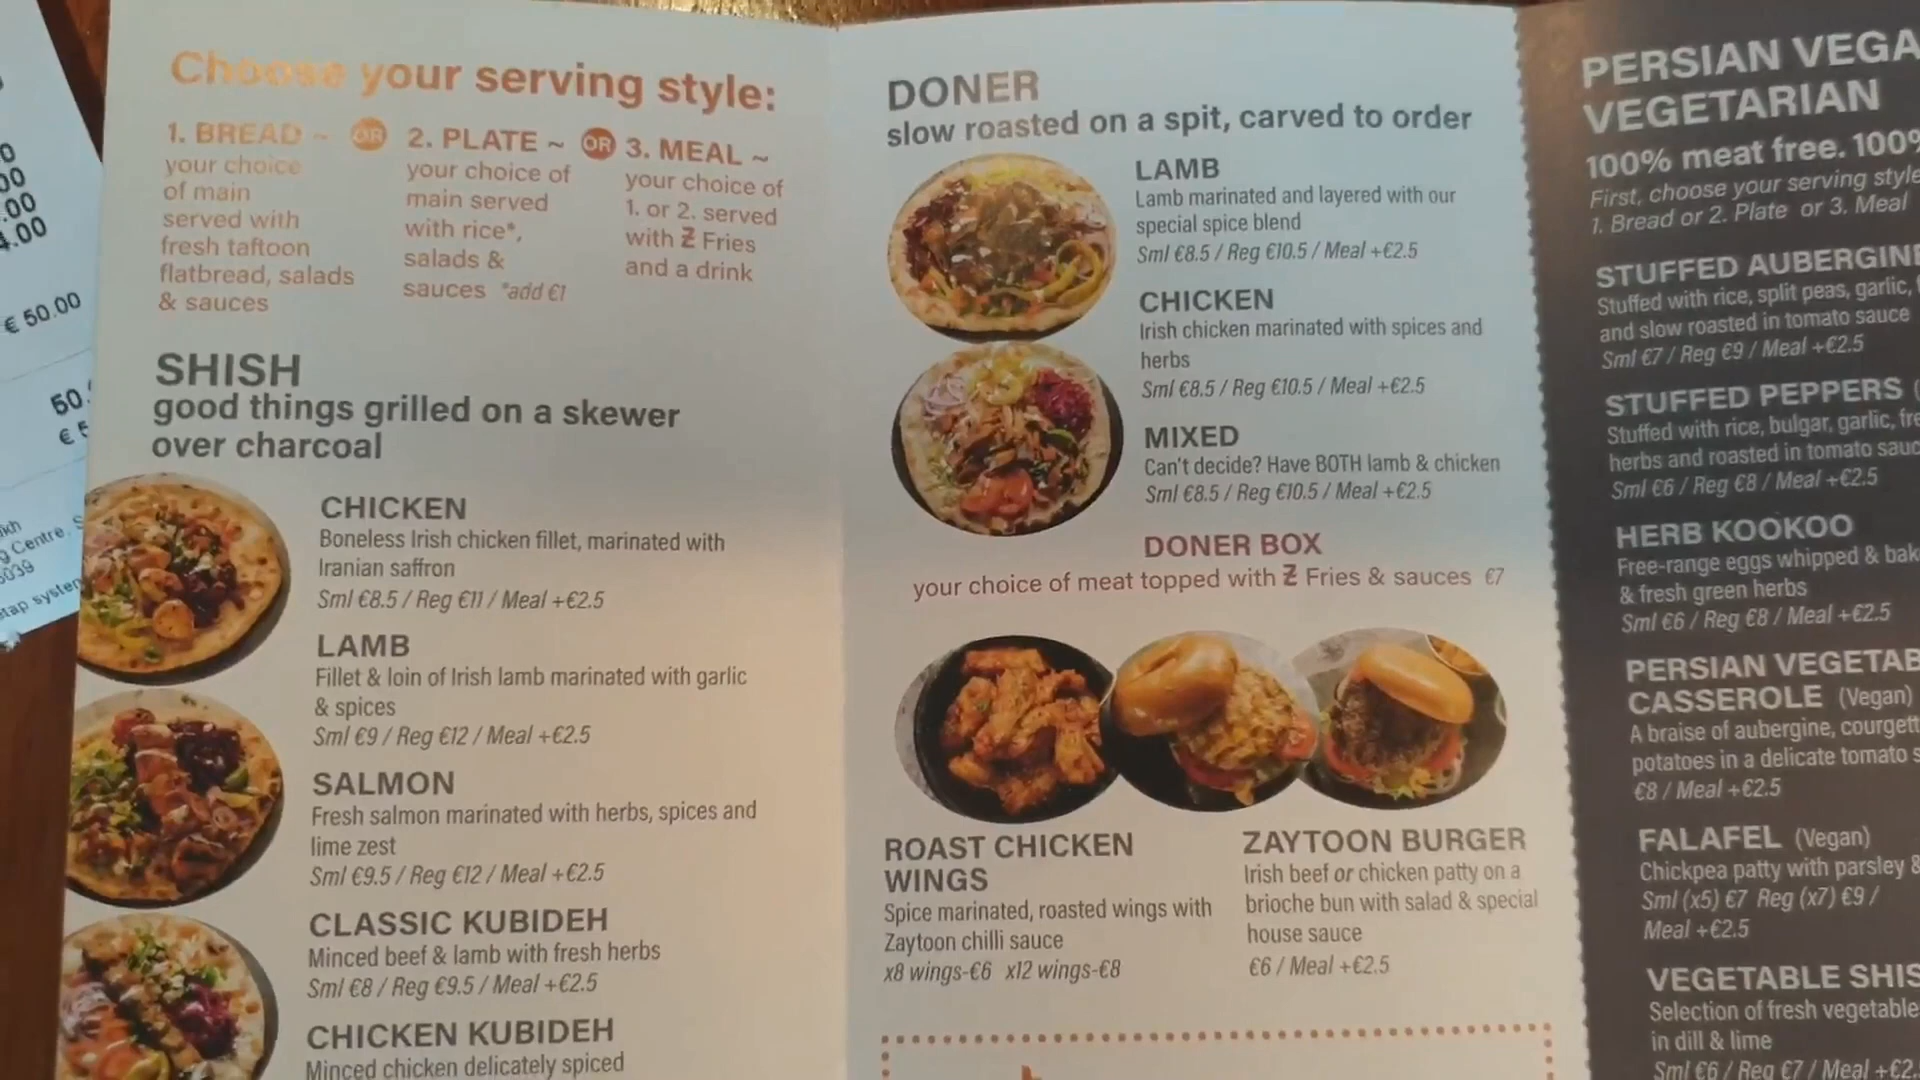 € 50.00
Choose your serving style:
1. BREAD ~
your choice
of main
served with
fresh taftoon
flatbread, salads
& sauces
OR
2. PLATE ~
your choice of
main served
with rice*,
salads &
sauces *add €1
OR
3. MEAL ~
your choice of
1. or 2. served
with Z Fries
and a drink
SHISH
good things grilled on a skewer
over charcoal
CHICKEN
Boneless Irish chicken fillet, marinated with
Iranian saffron
Sml €8.5 / Reg €11 / Meal +€2.5
LAMB
Fillet & loin of Irish lamb marinated with garlic
& spices
Sml €9 / Reg €12 / Meal +€2.5
SALMON
Fresh salmon marinated with herbs, spices and
lime zest
Sml €9.5 / Reg €12 / Meal +€2.5
CLASSIC KUBIDEH
Minced beef & lamb with fresh herbs
Sml €8 / Reg €9.5 / Meal +€2.5
CHICKEN KUBIDEH
Minced chicken delicately spiced
DONER
slow roasted on a spit, carved to order
LAMB
Lamb marinated and layered with our
special spice blend
Sml €8.5 / Reg €10.5 / Meal +€2.5
CHICKEN
Irish chicken marinated with spices and
herbs
Sml €8.5 / Reg €10.5 / Meal +€2.5
MIXED
Can't decide? Have BOTH lamb & chicken
Sml €8.5 / Reg €10.5 / Meal +€2.5
DONER BOX
your choice of meat topped with Z Fries & sauces €7
ROAST CHICKEN
WINGS
Spice marinated, roasted wings with
Zaytoon chilli sauce
x8 wings-€6 x12 wings-€8
ZAYTOON BURGER
Irish beef or chicken patty on a
brioche bun with salad & special
house sauce
€6 / Meal +€2.5
PERSIAN VEGA
VEGETARIAN
100% meat free. 100%
First, choose your serving style
1. Bread or 2. Plate or 3. Meal
STUFFED AUBERGINE
Stuffed with rice, split peas, garlic,
and slow roasted in tomato sauce
Sml €7 / Reg €9 / Meal +€2.5
STUFFED PEPPERS (
Stuffed with rice, bulgar, garlic, fre
herbs and roasted in tomato sauc
Sml €6 / Reg €8 / Meal +€2.5
HERB KOOKOO
Free-range eggs whipped & bak
& fresh green herbs
Sml €6 / Reg €8 / Meal +€2.5
PERSIAN VEGETAB
CASSEROLE (Vegan)
A braise of aubergine, courgett
potatoes in a delicate tomato s
€8 / Meal +€2.5
FALAFEL (Vegan)
Chickpea patty with parsley &
Sml (x5) €7 Reg (x7) €9 /
Meal +€2.5
VEGETABLE SHIS
Selection of fresh vegetable
in dill & lime
Sml €6 / Reg €7 / Meal +€2.